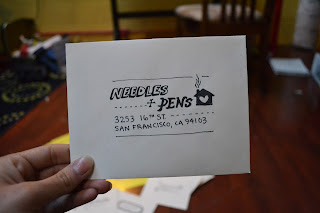 NEEDLES
+ PENS
3253 16TH ST.
SAN FRANCISCO, CA 94103